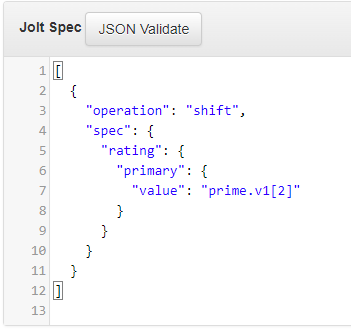 Jolt Spec JSON Validate
1 [
2 {
3 "operation": "shift",
4 "spec": {
5 "rating": {
6 "primary": {
7 "value": "prime.v1[2]"
8 }
9 }
10 }
11 }
12 ]
13